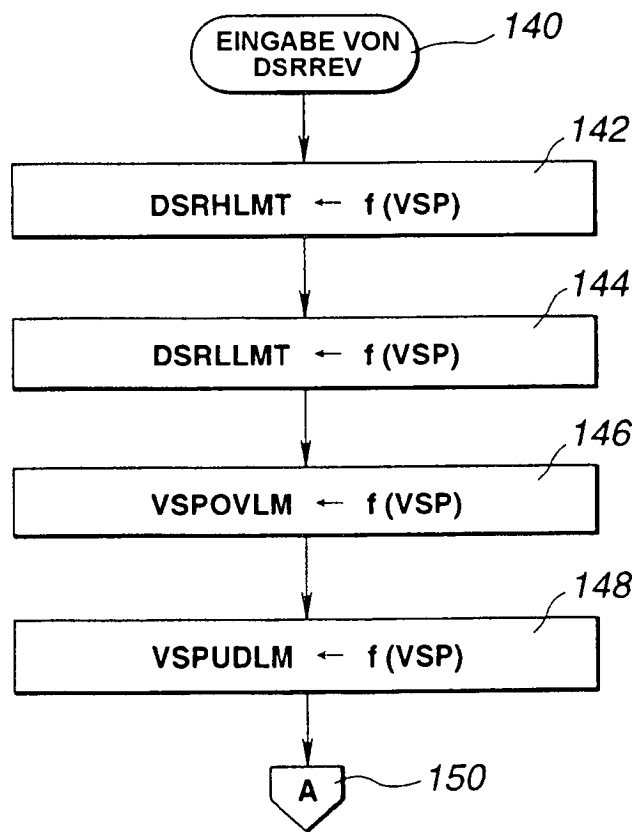 EINGABE VON
DSRREV
140
142
DSRHLMT ← f (VSP)
144
DSRLLMT ← f (VSP)
146
VSPOVLM ← f (VSP)
148
VSPUDLM ← f (VSP)
A
150